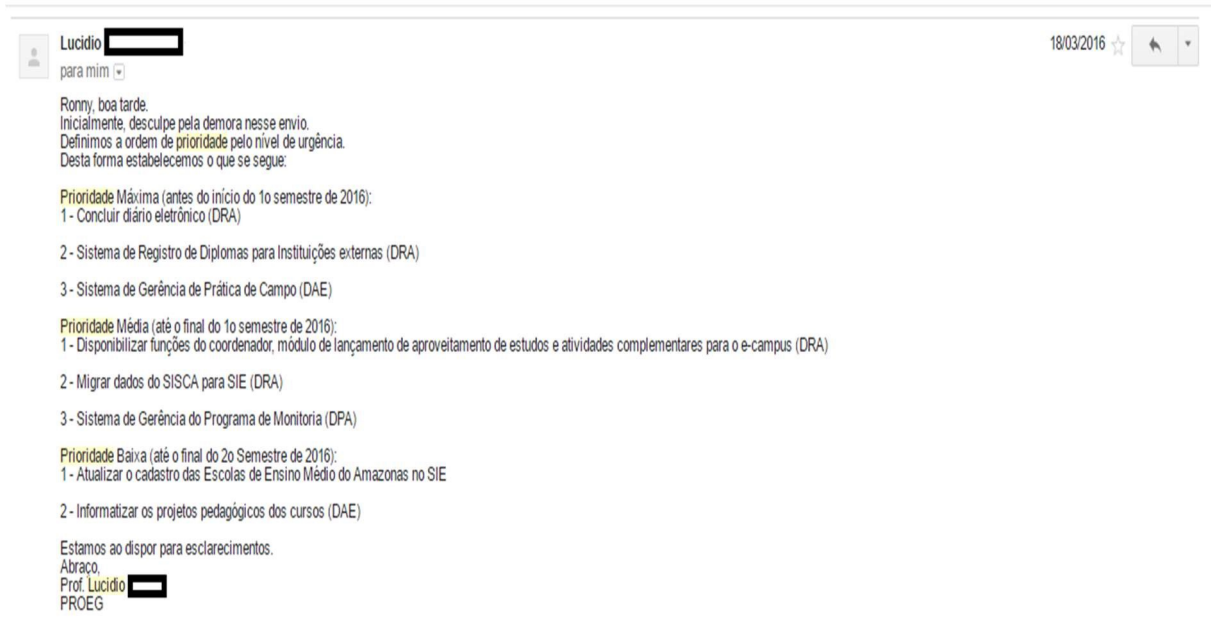 Lucidio
18/03/2016
para mim
Ronny, boa tarde.
Inicialmente, desculpe pela demora nesse envio.
Definimos a ordem de prioridade pelo nível de urgência.
Desta forma estabelecemos o que se segue:
Prioridade Máxima (antes do início do 1o semestre de 2016):
1 - Concluir diário eletrônico (DRA)
2 - Sistema de Registro de Diplomas para Instituições externas (DRA)
3 - Sistema de Gerência de Prática de Campo (DAE)
Prioridade Média (até o final do 1o semestre de 2016):
1 - Disponibilizar funções do coordenador, módulo de lançamento de aproveitamento de estudos e atividades complementares para o e-campus (DRA)
2 - Migrar dados do SISCA para SIE (DRA)
3 - Sistema de Gerência do Programa de Monitoria (DPA)
Prioridade Baixa (até o final do 2o Semestre de 2016):
1 - Atualizar o cadastro das Escolas de Ensino Médio do Amazonas no SIE
2 - Informatizar os projetos pedagógicos dos cursos (DAE)
Estamos ao dispor para esclarecimentos.
Abraço,
Prof. Lucidio
PROEG